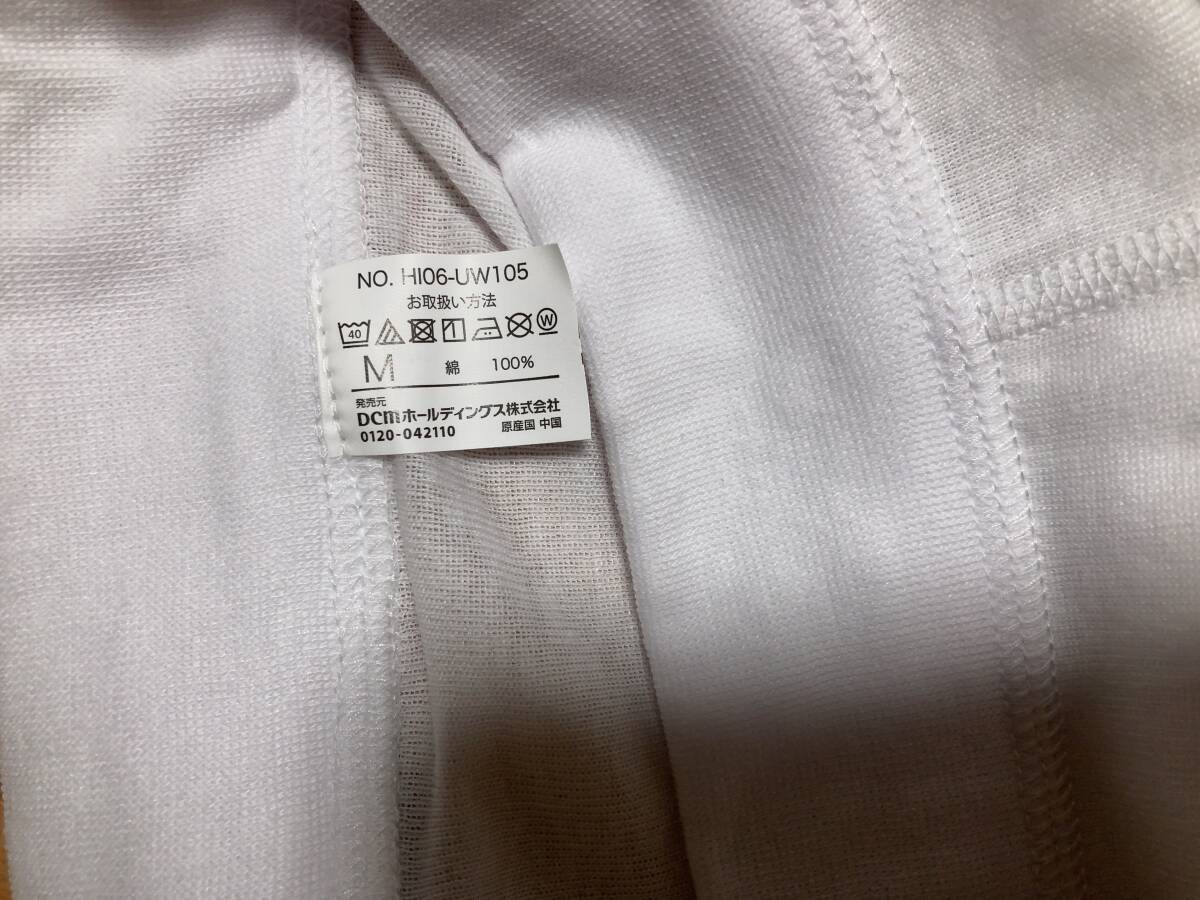 NO. HI06-UW105
お取扱い方法
40 W
M 綿 100%
発売元
DCMホールディングス株式会社
0120-042110 原産国 中国